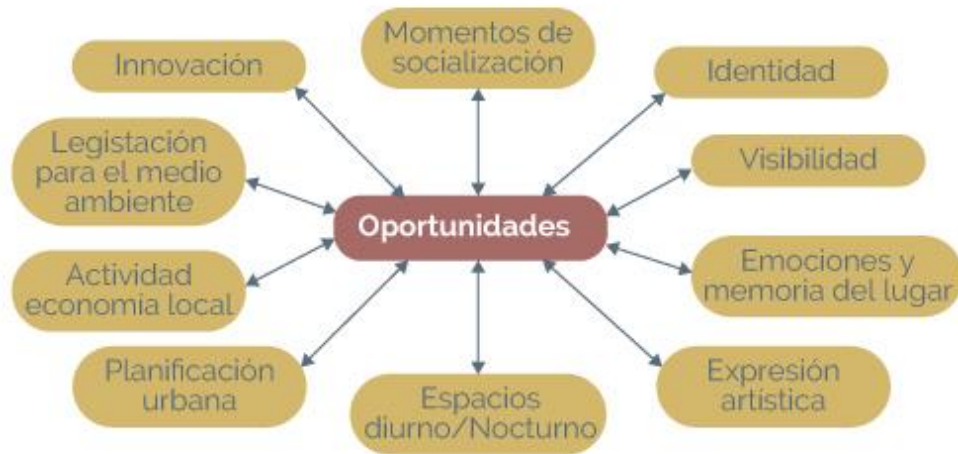 Momentos de
socialización
Innovación
Identidad
Legistación
para el medio
ambiente
Visibilidad
Oportunidades
Actividad
economia local
Emociones y
memoria del lugar
Planificación
urbana
Espacios
diurno/Nocturno
Expresión
artística